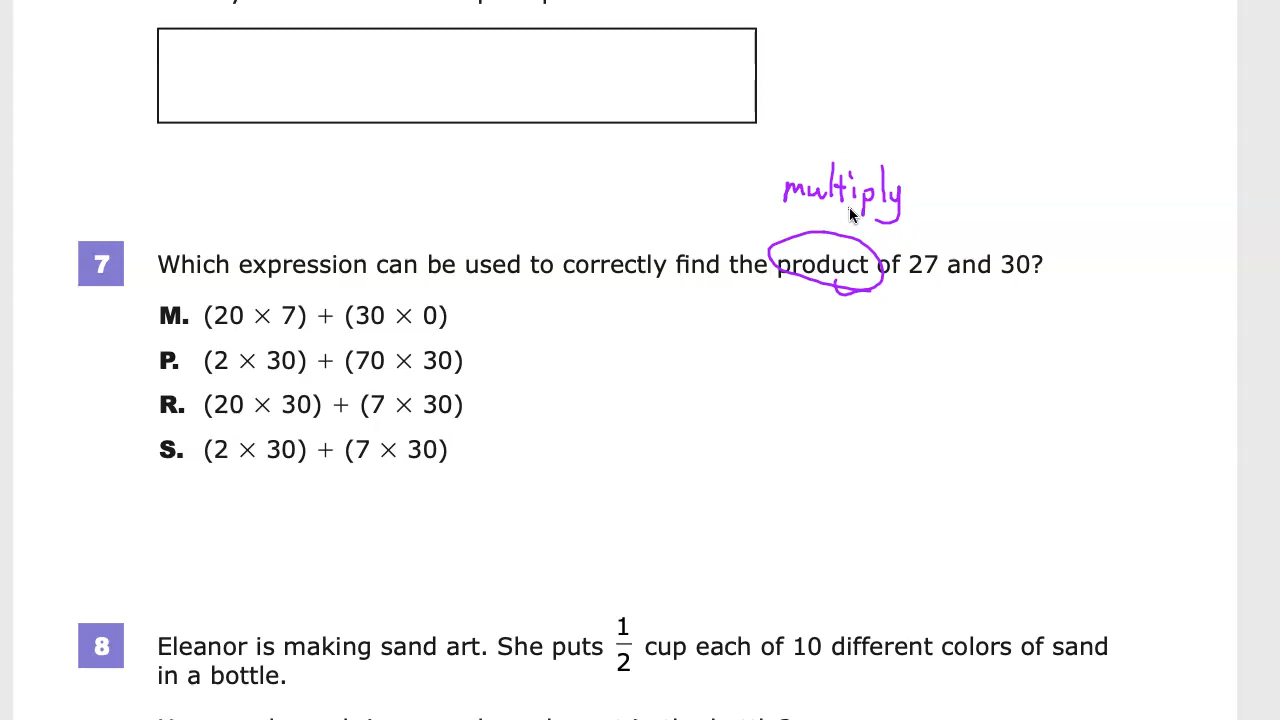 multiply
7 Which expression can be used to correctly find the product of 27 and 30?
M. (20 × 7) + (30 × 0)
P. (2 × 30) + (70 × 30)
R. (20 × 30) + (7 × 30)
S. (2 × 30) + (7 × 30)
8 Eleanor is making sand art. She puts 1/2 cup each of 10 different colors of sand
in a bottle.